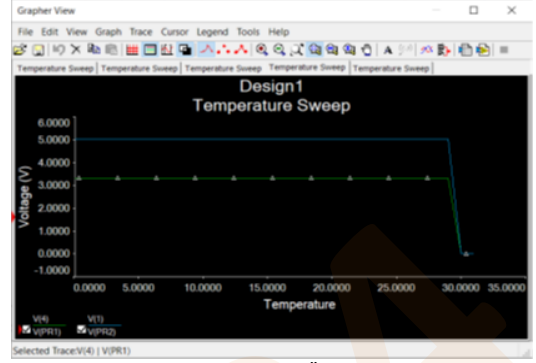 Grapher View
File Edit View Graph Trace Cursor Legend Tools Help
Temperature Sweep Temperature Sweep Temperature Sweep Temperature Sweep Temperature Sweep
Design1
Temperature Sweep
6.0000
5.0000
4.0000
3.0000
2.0000
1.0000
0.0000
-1.0000
Voltage (V)
0.0000 5.0000 10.0000 15.0000 20.0000 25.0000 30.0000 35.0000
Temperature
V(4) V(1)
V(PR1) V(PR2)
Selected Trace:V(4) | V(PR1)